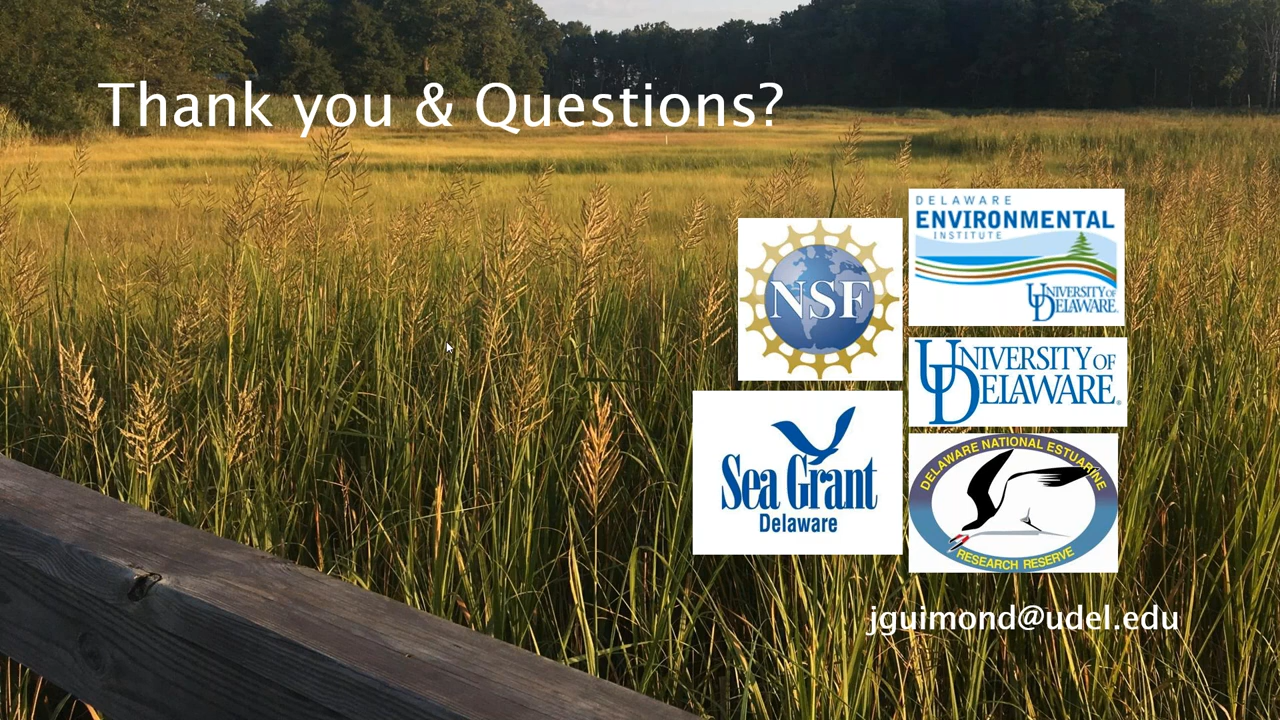 Thank you & Questions?
DELAWARE
ENVIRONMENTAL
INSTITUTE
UNIVERSITY OF
DELAWARE
NSF
UNIVERSITY OF
DELAWARE®
Sea Grant
Delaware
DELAWARE NATIONAL ESTUARINE
RESEARCH RESERVE
jguimond@udel.edu